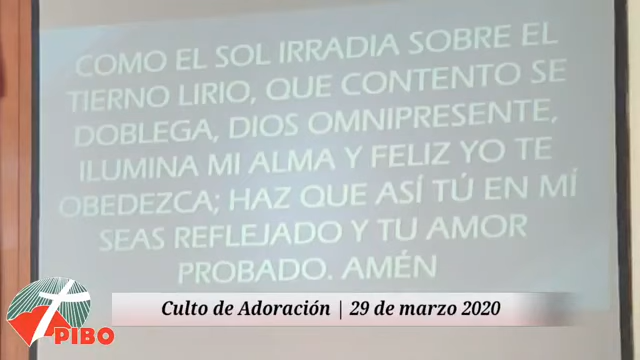 COMO EL SOL IRRADIA SOBRE EL
TIERNO LIRIO, QUE CONTENTO SE
DOBLEGA, DIOS OMNIPRESENTE,
ILUMINA MI ALMA Y FELIZ YO TE
OBEDEZCA; HAZ QUE ASÍ TÚ EN MÍ
SEAS REFLEJADO Y TU AMOR
PROBADO. AMÉN
Culto de Adoración | 29 de marzo 2020
PIBO